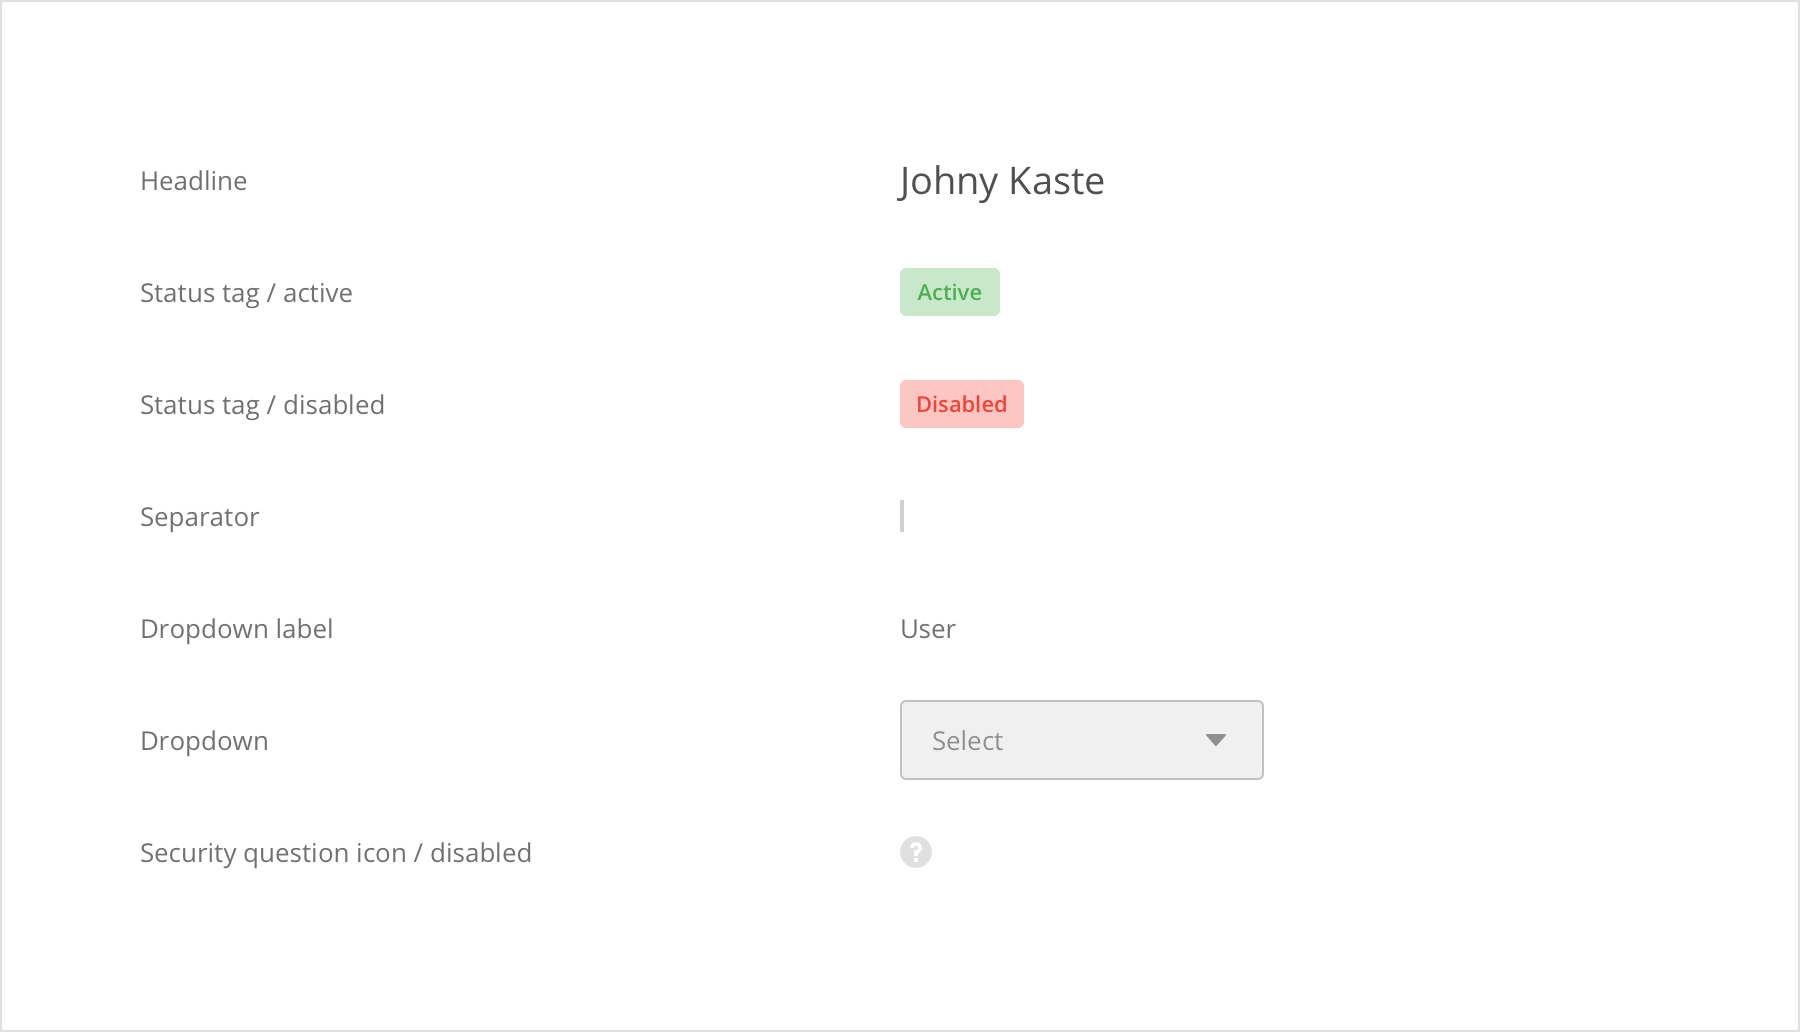 Headline
Johny Kaste
Status tag / active
Active
Status tag / disabled
Disabled
Separator
Dropdown label
User
Dropdown
Select
Security question icon / disabled
?